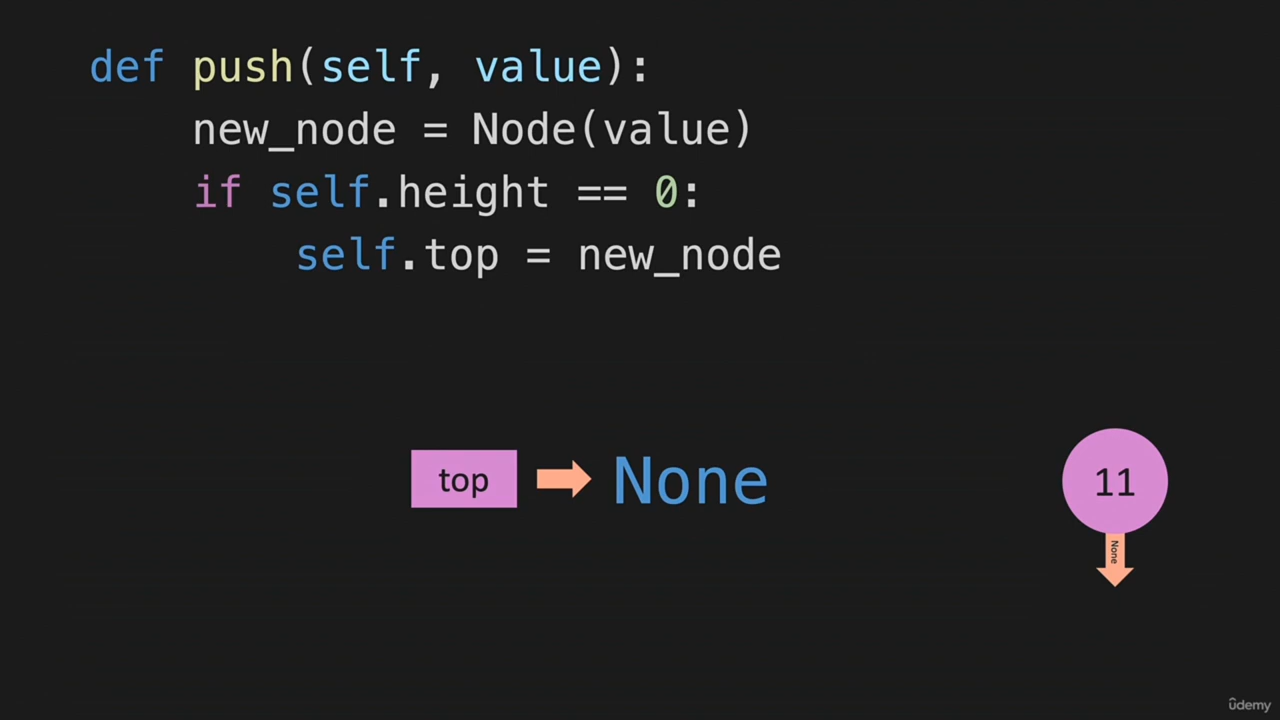 def push(self, value):
    new_node = Node(value)
    if self.height == 0:
        self.top = new_node
top None 11
None
ûdemy